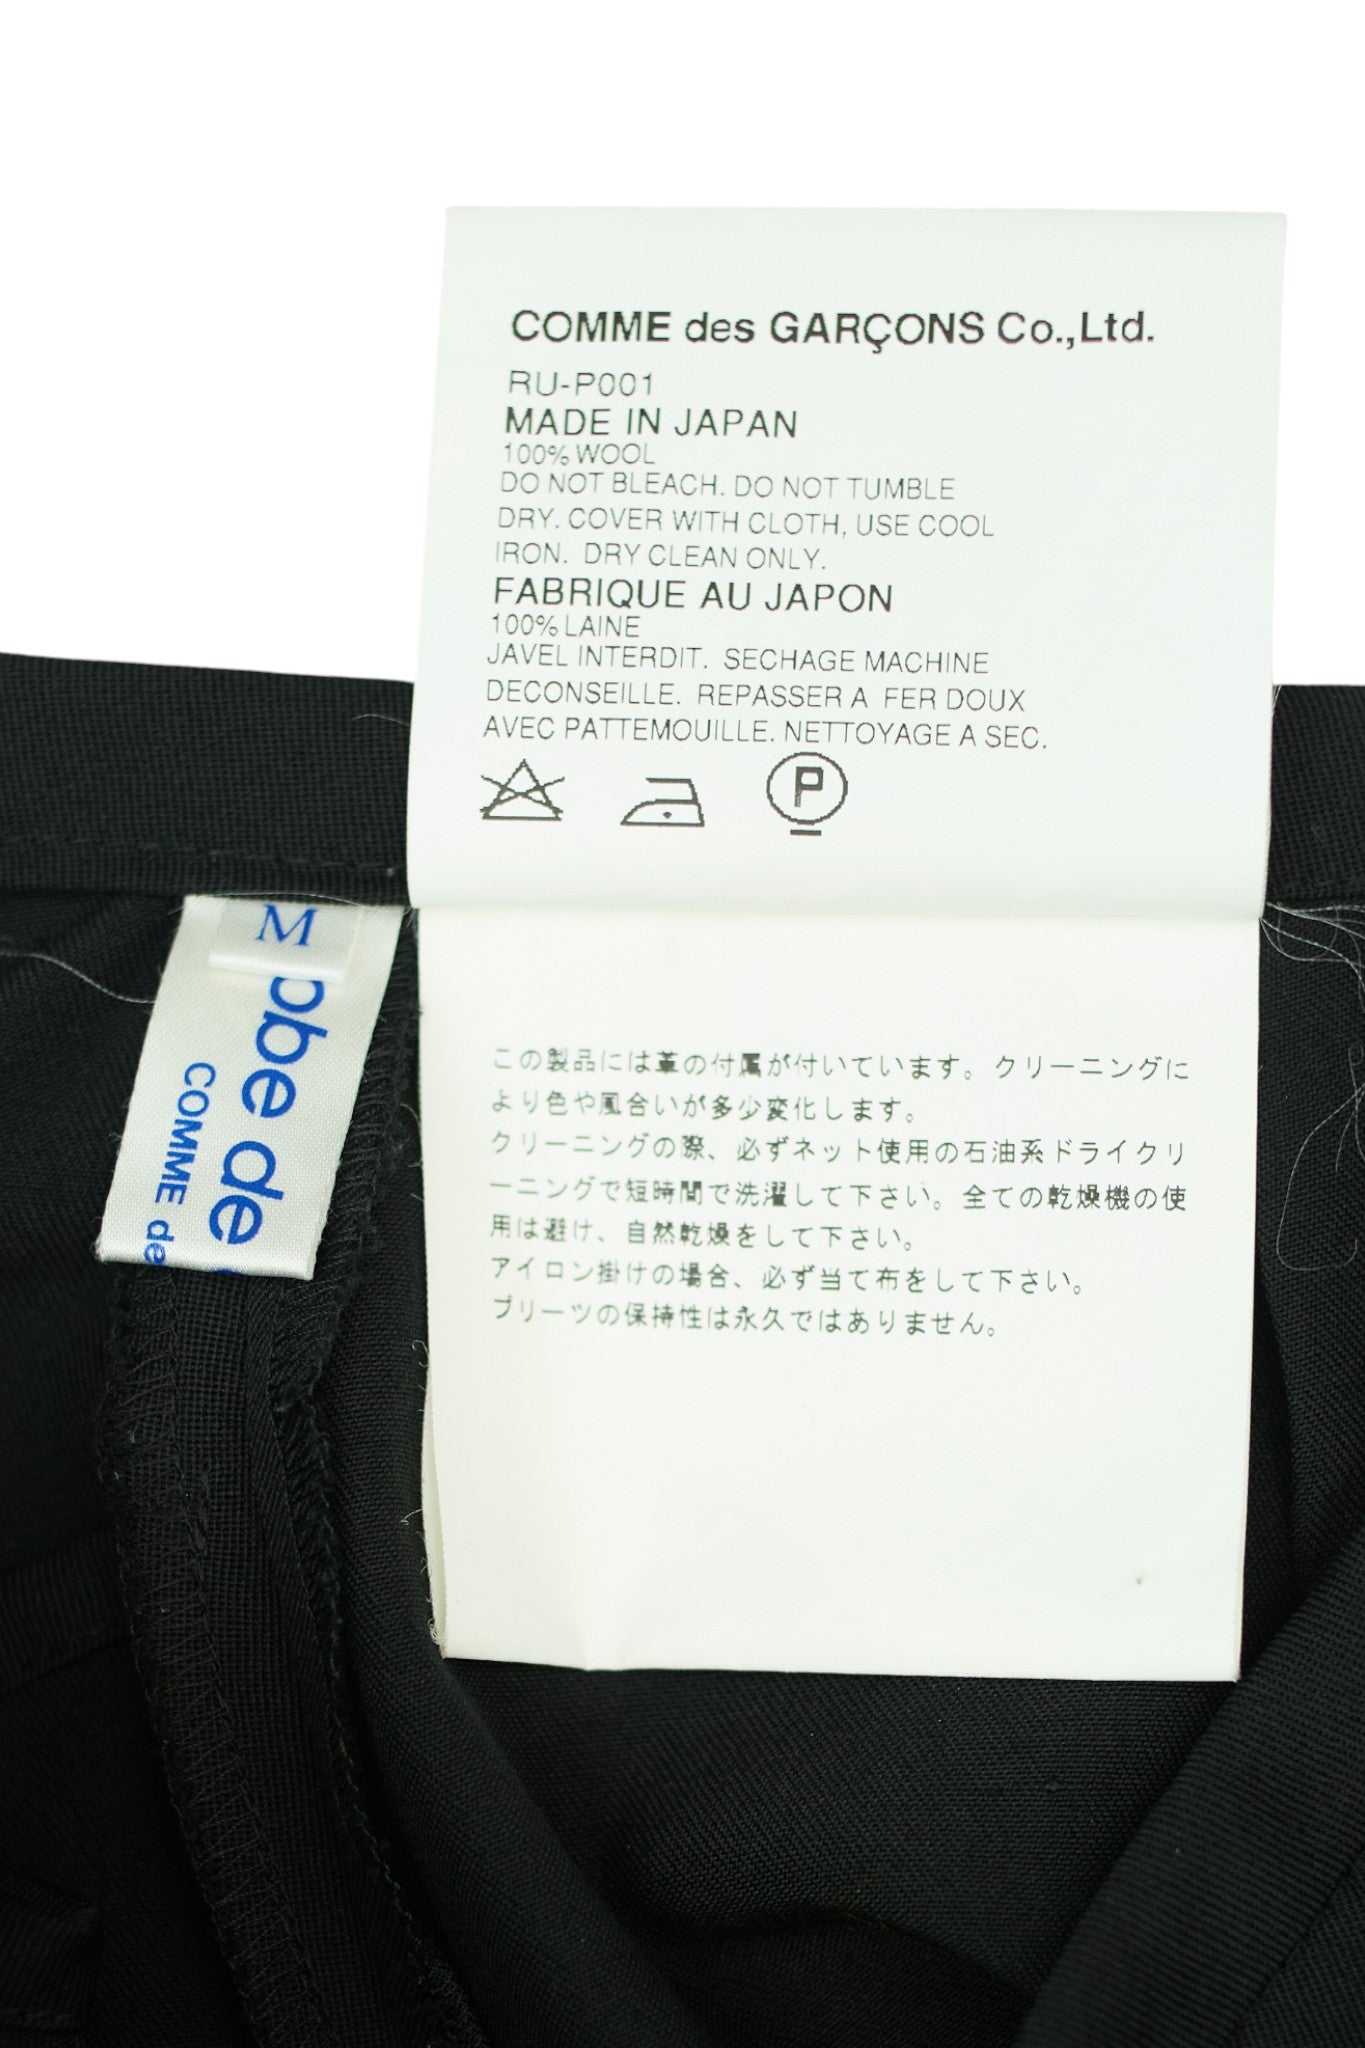 COMME des GARÇONS Co.,Ltd.
RU-P001
MADE IN JAPAN
100% WOOL
DO NOT BLEACH. DO NOT TUMBLE
DRY. COVER WITH CLOTH, USE COOL
IRON. DRY CLEAN ONLY.
FABRIQUE AU JAPON
100% LAINE
JAVEL INTERDIT. SECHAGE MACHINE
DECONSEILLE. REPASSER A FER DOUX
AVEC PATTEMOUILLE. NETTOYAGE A SEC.
P
M
obe de
COMME de
この製品には革の付属が付いています。クリーニングに
より色や風合いが多少変化します。
クリーニングの際、必ずネット使用の石油系ドライクリ
ーニングで短時間で洗濯して下さい。全ての乾燥機の使
用は避け、自然乾燥をして下さい。
アイロン掛けの場合、必ず当て布をして下さい。
プリーツの保持性は永久ではありません。